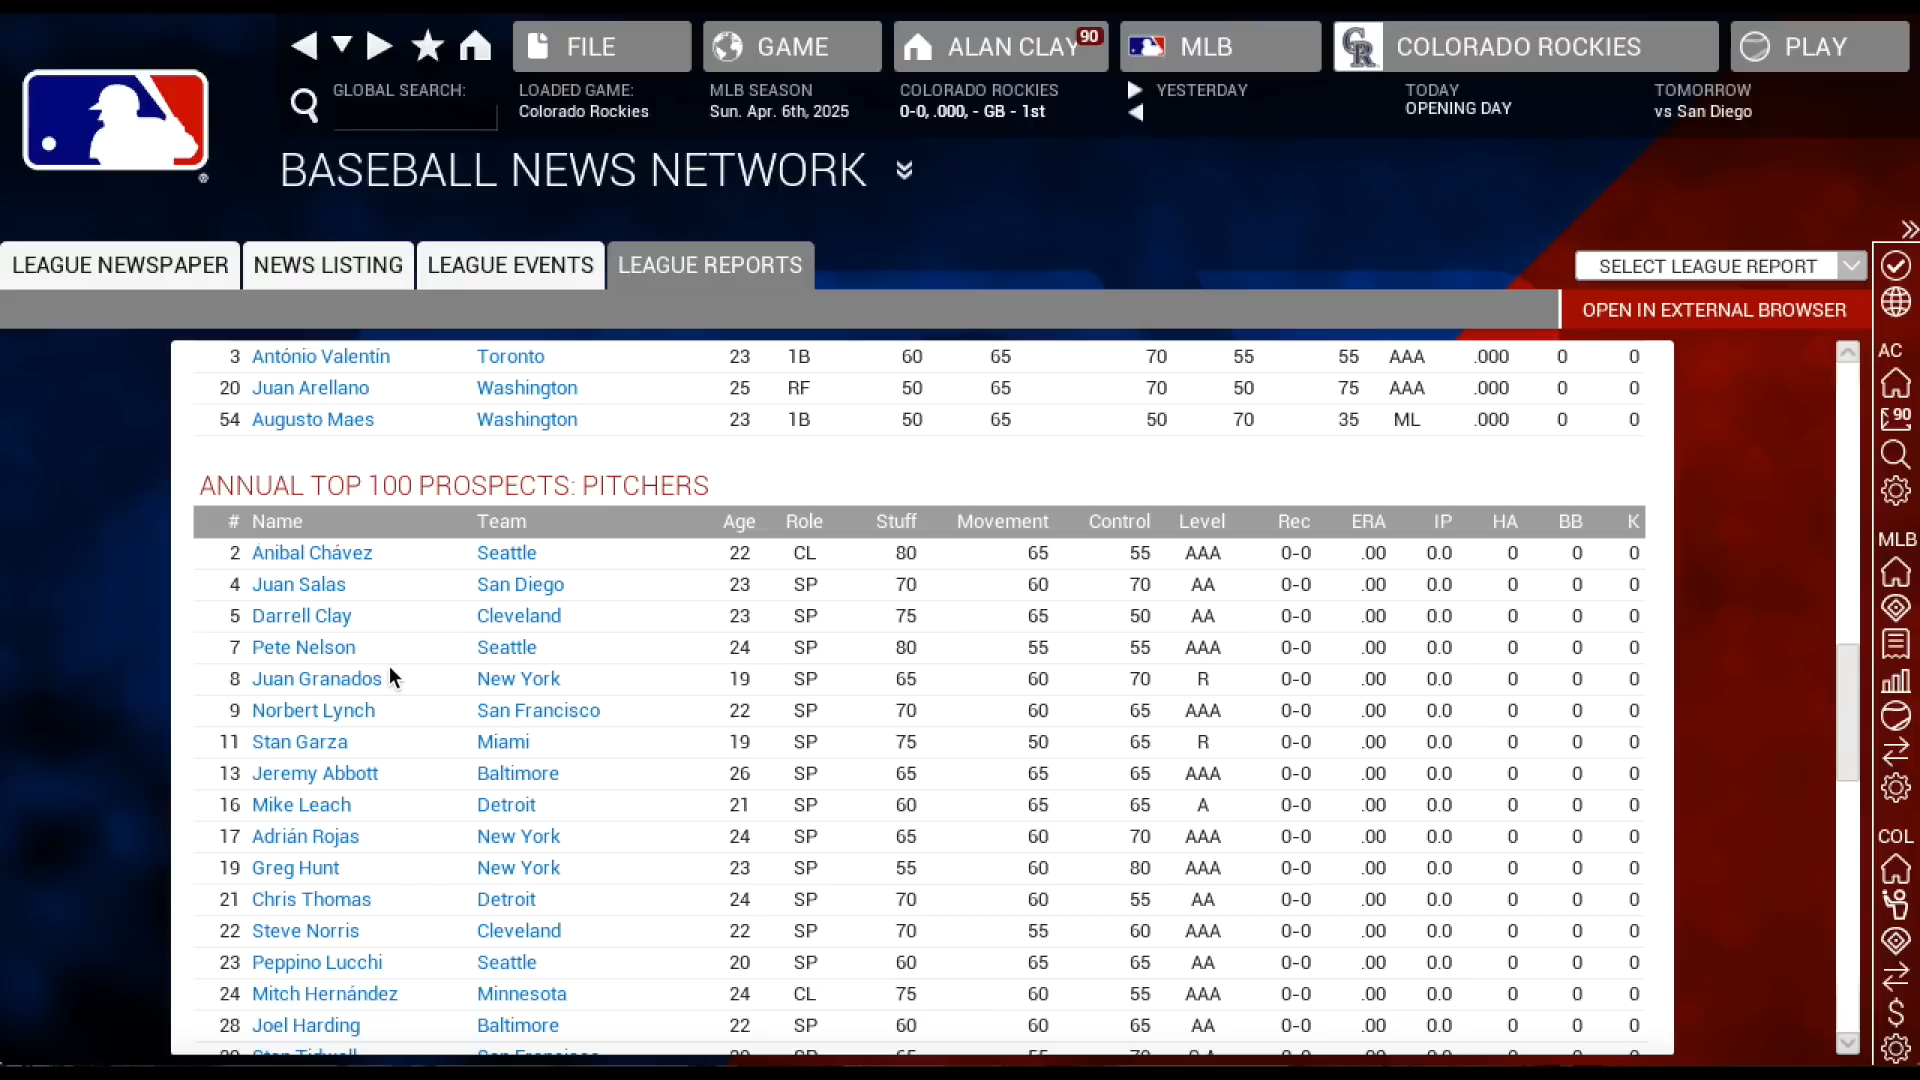 FILE
GAME
ALAN CLAY
90
MLB
COLORADO ROCKIES
PLAY
GLOBAL SEARCH:
LOADED GAME:
Colorado Rockies
MLB SEASON
Sun. Apr. 6th, 2025
COLORADO ROCKIES
0-0, .000, - GB - 1st
YESTERDAY
TODAY
OPENING DAY
TOMORROW
vs San Diego
BASEBALL NEWS NETWORK
LEAGUE NEWSPAPER
NEWS LISTING
LEAGUE EVENTS
LEAGUE REPORTS
SELECT LEAGUE REPORT
OPEN IN EXTERNAL BROWSER
3 António Valentín Toronto 23 1B 60 65 70 55 55 AAA .000 0 0
20 Juan Arellano Washington 25 RF 50 65 70 50 75 AAA .000 0 0
54 Augusto Maes Washington 23 1B 50 65 50 70 35 ML .000 0 0
ANNUAL TOP 100 PROSPECTS: PITCHERS
# Name Team Age Role Stuff Movement Control Level Rec ERA IP HA BB K
2 Ánibal Chávez Seattle 22 CL 80 65 55 AAA 0-0 .00 0.0 0 0 0
4 Juan Salas San Diego 23 SP 70 60 70 AA 0-0 .00 0.0 0 0 0
5 Darrell Clay Cleveland 23 SP 75 65 50 AA 0-0 .00 0.0 0 0 0
7 Pete Nelson Seattle 24 SP 80 55 55 AAA 0-0 .00 0.0 0 0 0
8 Juan Granados New York 19 SP 65 60 70 R 0-0 .00 0.0 0 0 0
9 Norbert Lynch San Francisco 22 SP 70 60 65 AAA 0-0 .00 0.0 0 0 0
11 Stan Garza Miami 19 SP 75 50 65 R 0-0 .00 0.0 0 0 0
13 Jeremy Abbott Baltimore 26 SP 65 65 65 AAA 0-0 .00 0.0 0 0 0
16 Mike Leach Detroit 21 SP 60 65 65 A 0-0 .00 0.0 0 0 0
17 Adrián Rojas New York 24 SP 65 60 70 AAA 0-0 .00 0.0 0 0 0
19 Greg Hunt New York 23 SP 55 60 80 AAA 0-0 .00 0.0 0 0 0
21 Chris Thomas Detroit 24 SP 70 60 55 AA 0-0 .00 0.0 0 0 0
22 Steve Norris Cleveland 22 SP 70 55 60 AAA 0-0 .00 0.0 0 0 0
23 Peppino Lucchi Seattle 20 SP 60 65 65 AA 0-0 .00 0.0 0 0 0
24 Mitch Hernández Minnesota 24 CL 75 60 55 AAA 0-0 .00 0.0 0 0 0
28 Joel Harding Baltimore 22 SP 60 60 65 AA 0-0 .00 0.0 0 0 0
AC
90
MLB
COL